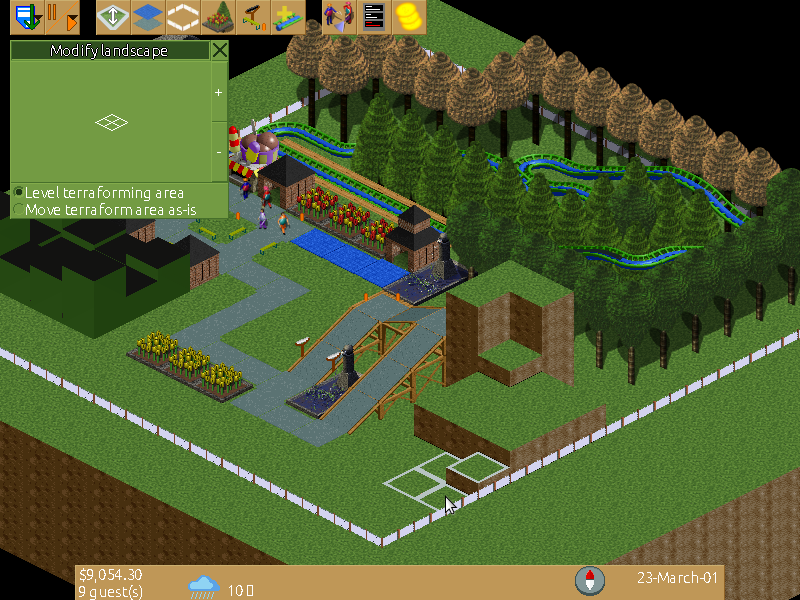 Modify landscape
+
-
Level terraforming area
Move terraform area as-is
$9,054.30
9 guest(s)
10
23-March-01